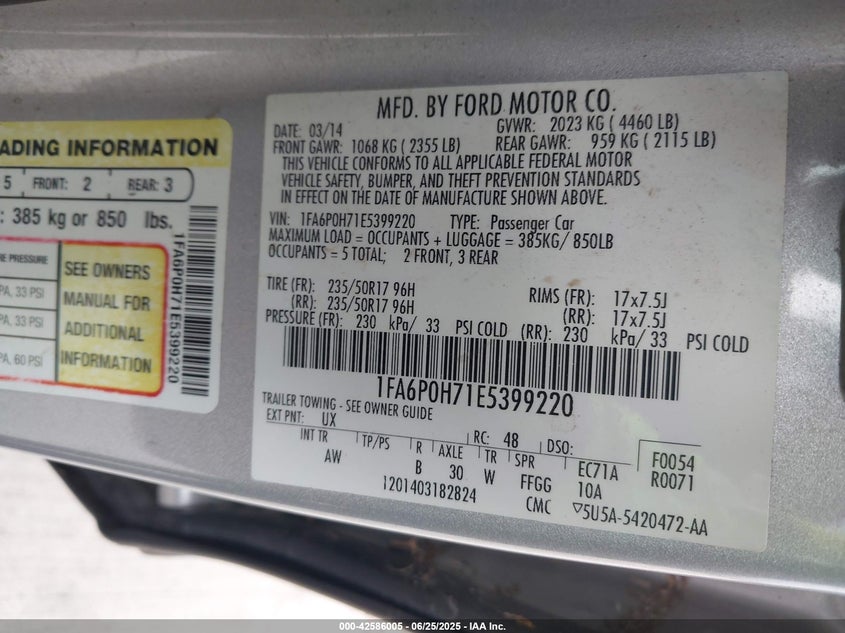 MFD. BY FORD MOTOR CO.
DATE: 03/14 GVWR: 2023 KG ( 4460 LB)
FRONT GAWR: 1068 KG ( 2355 LB) REAR GAWR: 959 KG ( 2115 LB)
THIS VEHICLE CONFORMS TO ALL APPLICABLE FEDERAL MOTOR
VEHICLE SAFETY, BUMPER, AND THEFT PREVENTION STANDARDS
IN EFFECT ON THE DATE OF MANUFACTURE SHOWN ABOVE.
VIN: 1FA6P0H71E5399220 TYPE: Passenger Car
MAXIMUM LOAD = OCCUPANTS + LUGGAGE = 385KG/ 850LB
OCCUPANTS = 5 TOTAL; 2 FRONT, 3 REAR
TIRE (FR): 235/50R17 96H RIMS (FR): 17x7.5J
(RR): 235/50R17 96H (RR): 17x7.5J
PRESSURE (FR): 230 kPa/ 33 PSI COLD (RR): 230 kPa/ 33 PSI COLD
1FA6P0H71E5399220
TRAILER TOWING - SEE OWNER GUIDE
EXT PNT: UX RC: 48 DSO:
INT TR TP/PS R AXLE TR SPR EC71A F0054
AW B 30 W FFGG 10A R0071
1201403182824 CMC ▽5U5A-5420472-AA
ADING INFORMATION
5 FRONT: 2 REAR: 3
: 385 kg or 850 lbs.
RE PRESSURE
PA, 33 PSI
PA, 33 PSI
PA, 60 PSI
SEE OWNERS
MANUAL FOR
ADDITIONAL
INFORMATION
1FA6P0H71E5399220
000-42586005 - 06/25/2025 - IAA Inc.